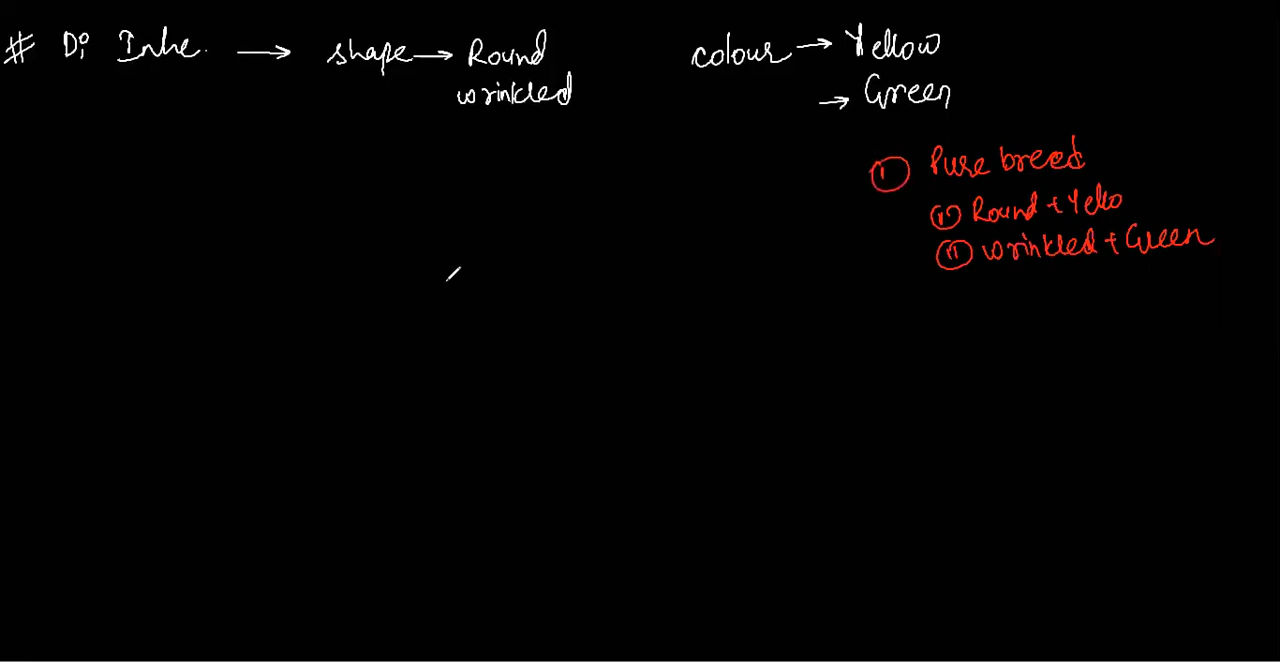 # Di Inhe. → shape → Round colour → Yellow
wrinkled → Green
① Pure breed
(i) Round + Yello
(ii) wrinkled + Green